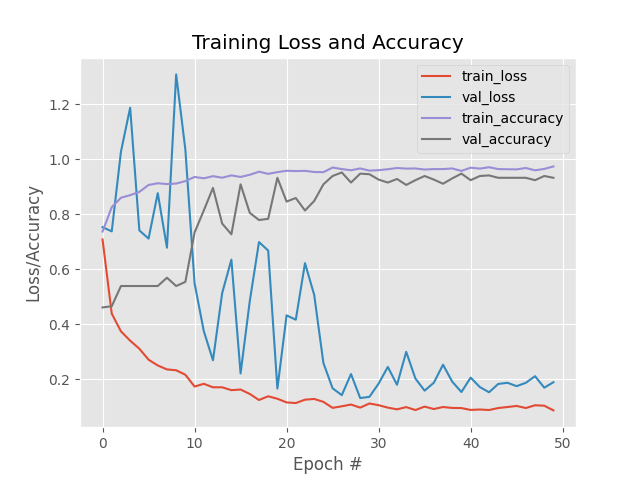 Training Loss and Accuracy
train_loss
val_loss
train_accuracy
val_accuracy
Loss/Accuracy
1.2
1.0
0.8
0.6
0.4
0.2
0
10
20
30
40
50
Epoch #